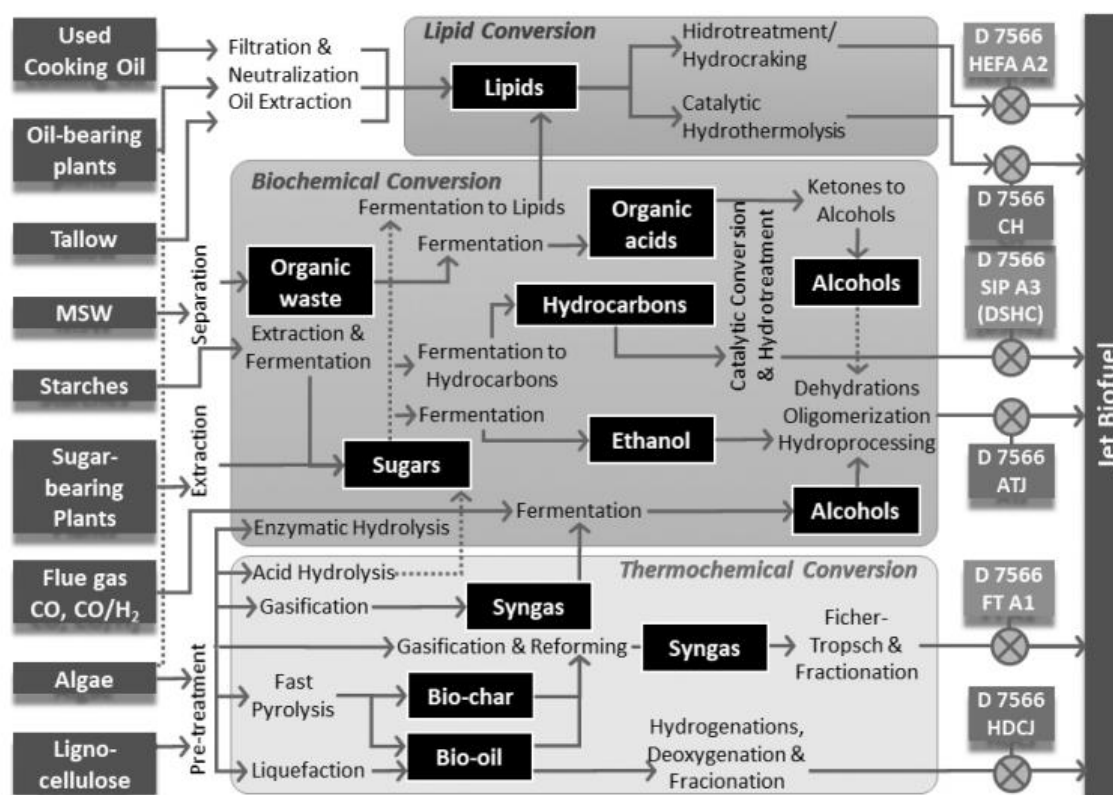 Used
Cooking Oil
Oil-bearing
plants
Tallow
MSW
Starches
Sugar-
bearing
Plants
Flue gas
CO, CO/H₂
Algae
Ligno-
cellulose
Filtration &
Neutralization
Oil Extraction
Separation
Extraction
Pre-treatment
Lipid Conversion
Lipids
Hidrotreatment/
Hydrocraking
Catalytic
Hydrothermolysis
Biochemical Conversion
Fermentation to Lipids
Fermentation
Organic
acids
Ketones to
Alcohols
Organic
waste
Alcohols
Extraction &
Fermentation
Hydrocarbons
Fermentation to
Hydrocarbons
Catalytic Conversion
& Hydrotreatment
Fermentation
Ethanol
Dehydrations
Oligomerization
Hydroprocessing
Sugars
Enzymatic Hydrolysis
Fermentation
Alcohols
Thermochemical Conversion
Acid Hydrolysis
Gasification
Syngas
Gasification & Reforming
Syngas
Ficher-
Tropsch &
Fractionation
Fast
Pyrolysis
Bio-char
Bio-oil
Liquefaction
Hydrogenations,
Deoxygenation &
Fracionation
D 7566
HEFA A2
D 7566
CH
D 7566
SIP A3
(DSHC)
D 7566
ATJ
D 7566
FT A1
D 7566
HDCJ
Jet Biofuel